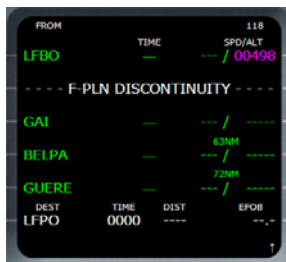 FROM 118
TIME SPD/ALT
LFBO --- --- / 00498
- - - - F-PLN DISCONTINUITY - - - -
GAI --- --- / -----
63NM
BELPA --- --- / -----
72NM
GUERE --- --- / -----
DEST TIME DIST EFOB
LFPO 0000 ---- --.-
↑